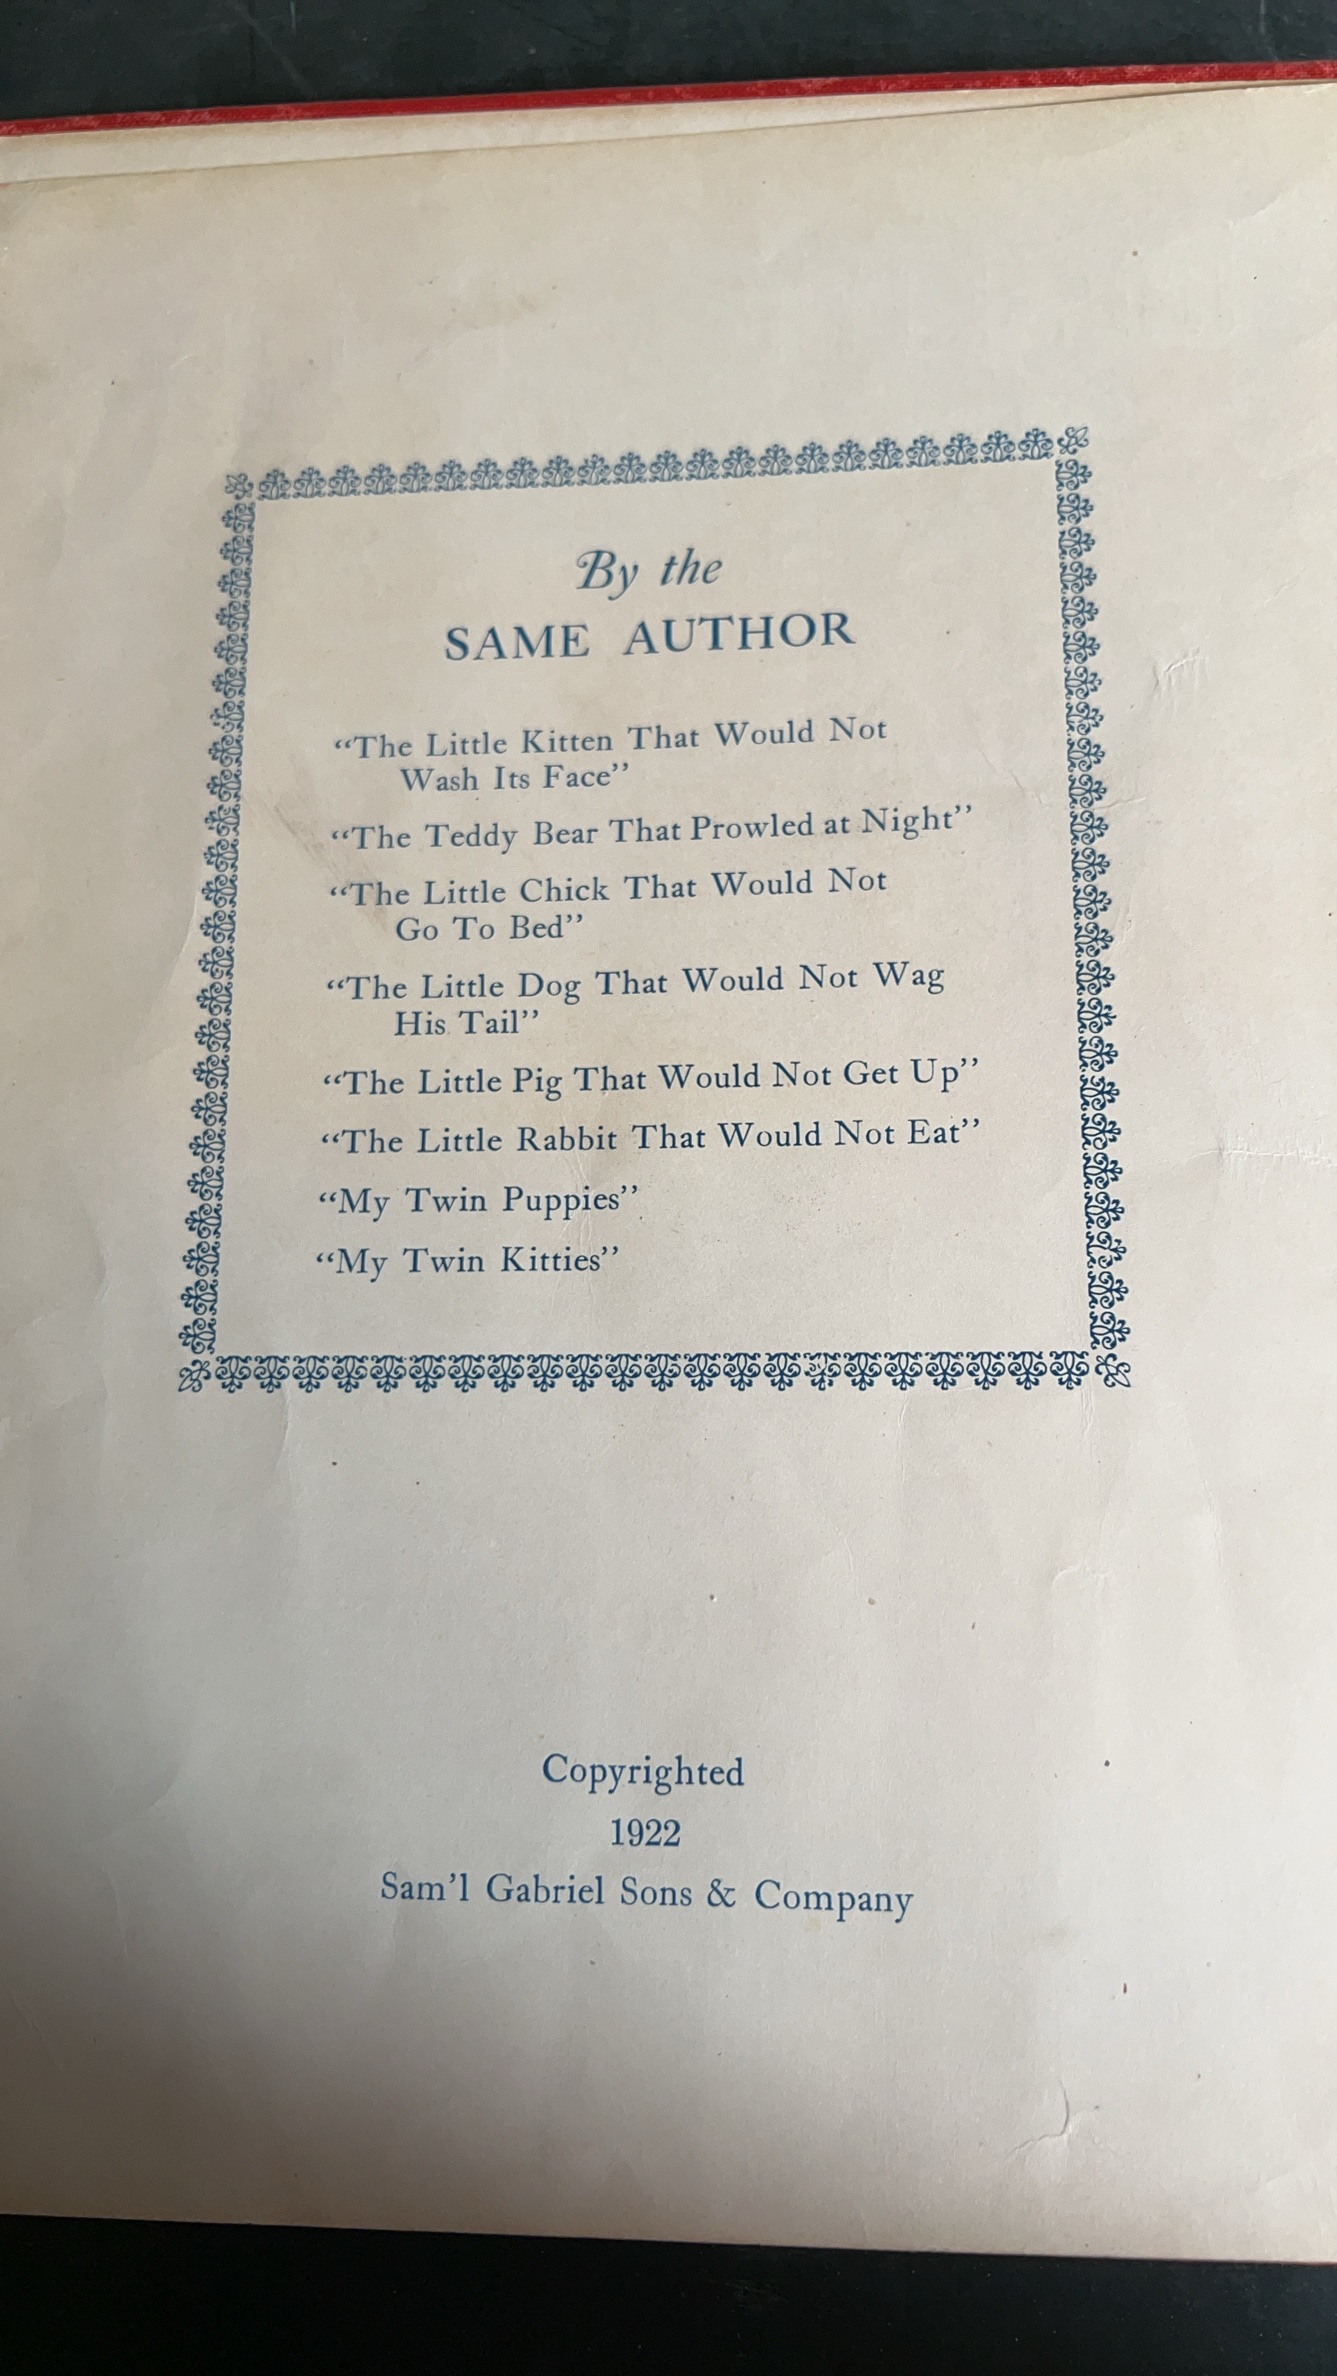 By the
SAME AUTHOR
“The Little Kitten That Would Not
Wash Its Face”
“The Teddy Bear That Prowled at Night”
“The Little Chick That Would Not
Go To Bed”
“The Little Dog That Would Not Wag
His Tail”
“The Little Pig That Would Not Get Up”
“The Little Rabbit That Would Not Eat”
“My Twin Puppies”
“My Twin Kitties”
Copyrighted
1922
Sam’l Gabriel Sons & Company